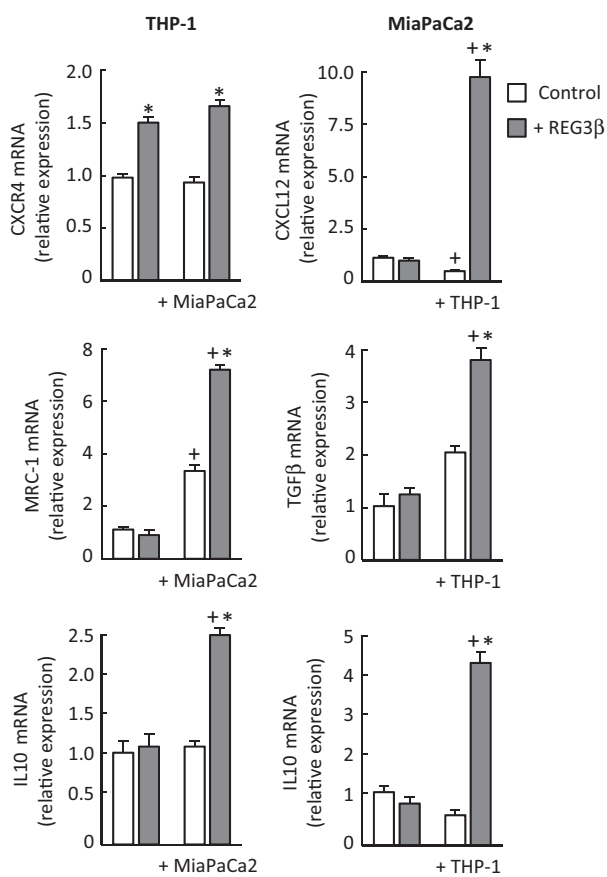 THP-1
MiaPaCa2
CXCR4 mRNA
(relative expression)
2.0
1.5
1.0
0.5
0
*
*
+ MiaPaCa2
CXCL12 mRNA
(relative expression)
10.0
7.5
5.0
2.5
0
+
+ *
+ THP-1
Control
+ REG3β
MRC-1 mRNA
(relative expression)
8
6
4
2
0
+
+ *
+ MiaPaCa2
TGFβ mRNA
(relative expression)
4
3
2
1
0
+ *
+ THP-1
IL10 mRNA
(relative expression)
2.5
2.0
1.5
1.0
0.5
0
+ *
+ MiaPaCa2
IL10 mRNA
(relative expression)
5
4
3
2
1
0
+ *
+ THP-1